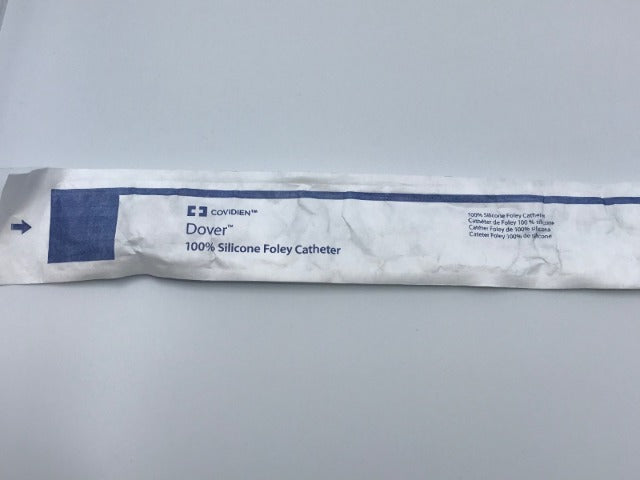 COVIDIEN™
Dover™
100% Silicone Foley Catheter
100% Silicone Foley Catheter
Cathéter de Foley 100 % silicone
Catéter Foley de 100% silicona
Cateter Foley 100% de silicone